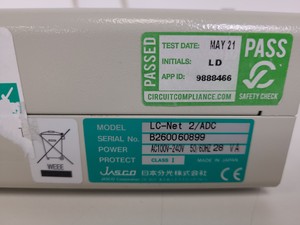 PASSED
TEST DATE: MAY 21
INITIALS: LD
APP ID: 9888466
CIRCUITCOMPLIANCE.COM
PASS
SAFETY CHECK
MODEL LC-Net 2/ADC
SERIAL No. B260060899
POWER AC100V-240V 50/60HZ 28 VA
PROTECT CLASS I MADE IN JAPAN
JASCO 日本分光株式会社
WEEE